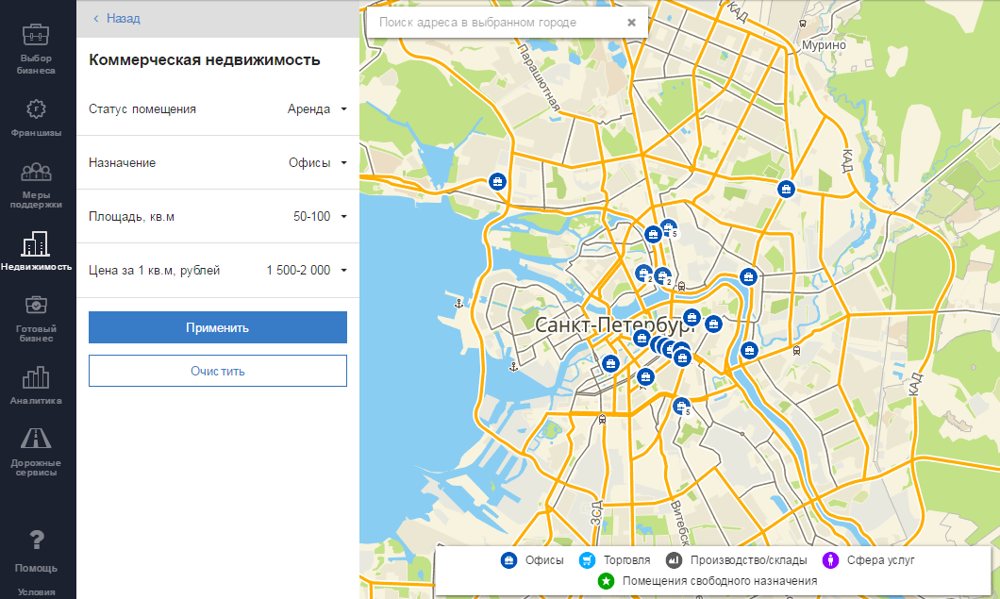 Выбор
бизнеса
Франшизы
Меры
поддержки
Недвижимость
Готовый
бизнес
Аналитика
Дорожные
сервисы
?
Помощь
Условия
< Назад
Коммерческая недвижимость
Статус помещения Аренда
Назначение Офисы
Площадь, кв.м 50-100
Цена за 1 кв.м, рублей 1 500-2 000
Применить
Очистить
Поиск адреса в выбранном городе
КАД
Мурино
Парашютная
КАД
5
2
2
Санкт-Петербург
КАД
5
ЗСД
Витебск
Офисы
Торговля
Производство/склады
Сфера услуг
Помещения свободного назначения